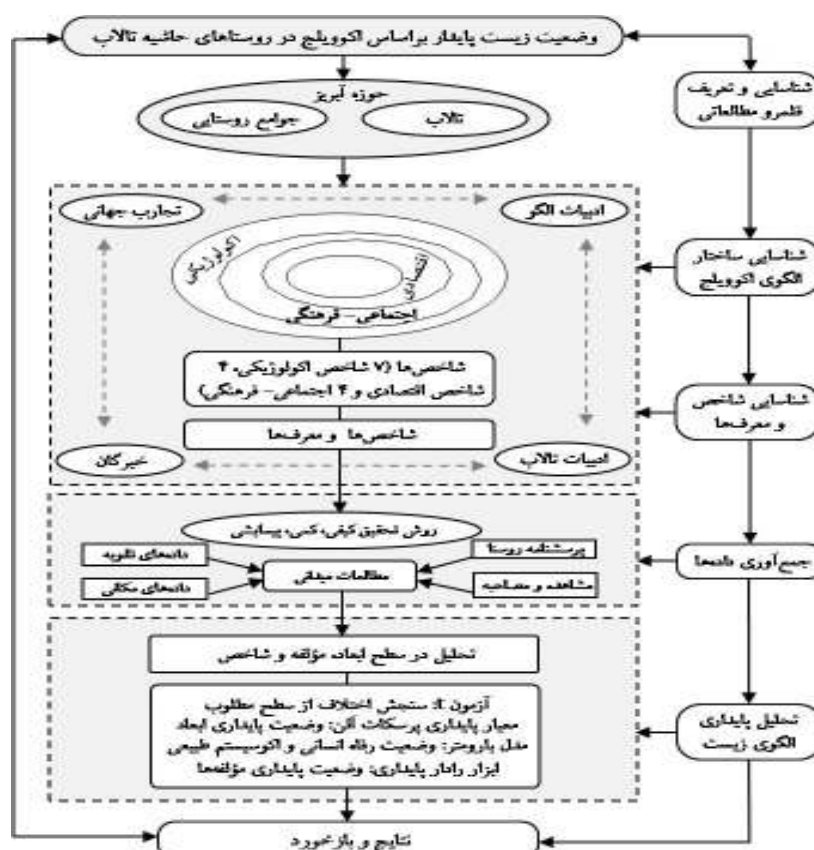 وضعیت زیست پایدار براساس اکوویلج در روستاهای حاشیه تالاب
شناسایی و تعریف
قلمرو مطالعاتی
حوزه آبریز
تالاب
جوامع روستایی
ادبیات الگو
تجارب جهانی
شناسایی ساختار
الگوی اکوویلج
اکولوژیکی
اقتصادی
اجتماعی- فرهنگی
شاخص‌ها (۷ شاخص اکولوژیکی، ۴
شاخص اقتصادی و ۴ اجتماعی- فرهنگی)
شناسایی شاخص
و معرف‌ها
شاخص‌ها و معرف‌ها
ادبیات تالاب
خبرگان
روش تحقیق کیفی، کمی، پیمایشی
پرسشنامه روستا
داده‌های ثانویه
جمع‌آوری داده‌ها
مطالعات میدانی
مشاهده و مصاحبه
داده‌های مکانی
تحلیل در سطح ابعاد، مؤلفه و شاخص
آزمون t: سنجش اختلاف از سطح مطلوب
معیار پایداری پرسکات آلن: وضعیت پایداری ابعاد
مدل بارومتر: وضعیت رفاه انسانی و اکوسیستم طبیعی
ابزار رادار پایداری: وضعیت پایداری مؤلفه‌ها
تحلیل پایداری
الگوی زیست
نتایج و بازخورد